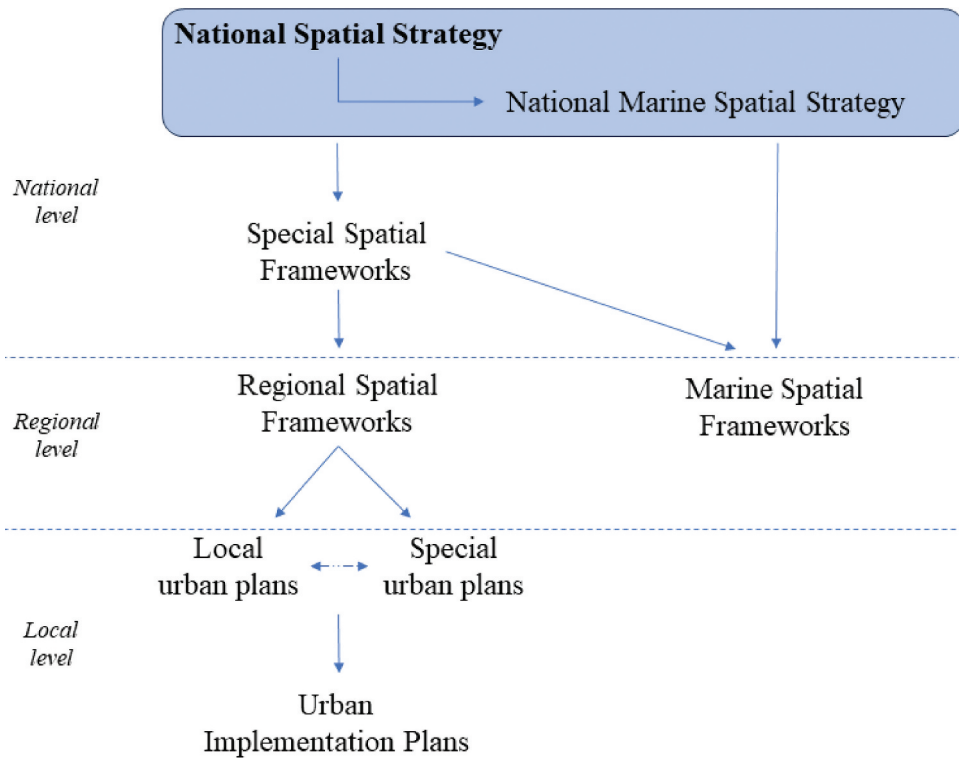 National Spatial Strategy
National Marine Spatial Strategy
National
level
Special Spatial
Frameworks
Regional Spatial
Frameworks
Marine Spatial
Frameworks
Regional
level
Local
urban plans
Special
urban plans
Local
level
Urban
Implementation Plans